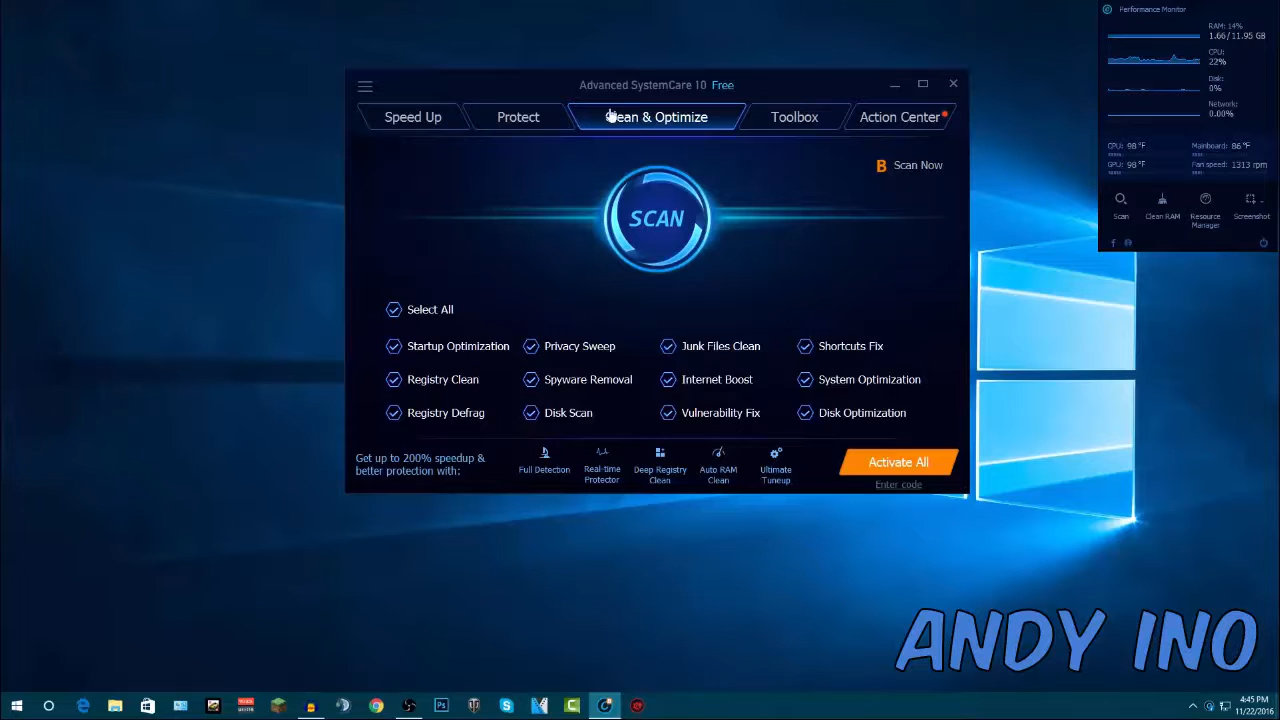 Performance Monitor
RAM: 14%
1.66/11.95 GB
CPU:
22%
Disk:
0%
Network:
0.00%
CPU: 98 °F Mainboard: 86 °F
GPU: 98 °F Fan speed: 1313 rpm
Scan Clean RAM Resource Manager Screenshot
Advanced SystemCare 10 Free
Speed Up Protect Clean & Optimize Toolbox Action Center
B Scan Now
SCAN
Select All
Startup Optimization Privacy Sweep Junk Files Clean Shortcuts Fix
Registry Clean Spyware Removal Internet Boost System Optimization
Registry Defrag Disk Scan Vulnerability Fix Disk Optimization
Get up to 200% speedup &
better protection with:
Full Detection
Real-time
Protector
Deep Registry
Clean
Auto RAM
Clean
Ultimate
Tuneup
Activate All
Enter code
ANDY INO
4:45 PM
11/22/2016